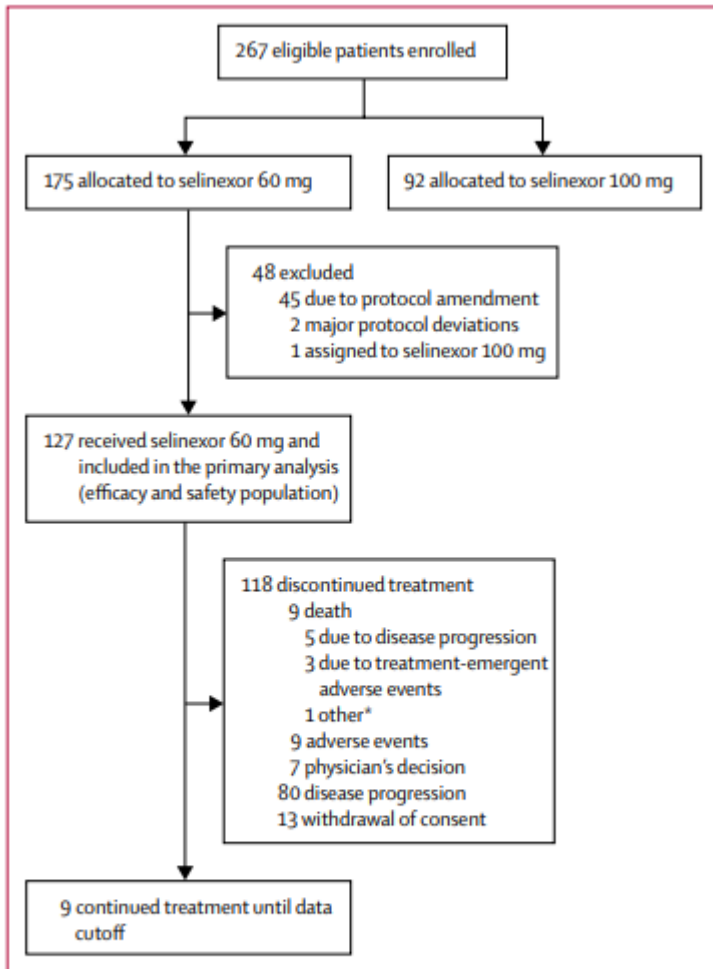 267 eligible patients enrolled
175 allocated to selinexor 60 mg
92 allocated to selinexor 100 mg
48 excluded
45 due to protocol amendment
2 major protocol deviations
1 assigned to selinexor 100 mg
127 received selinexor 60 mg and
included in the primary analysis
(efficacy and safety population)
118 discontinued treatment
9 death
5 due to disease progression
3 due to treatment-emergent
adverse events
1 other*
9 adverse events
7 physician's decision
80 disease progression
13 withdrawal of consent
9 continued treatment until data
cutoff